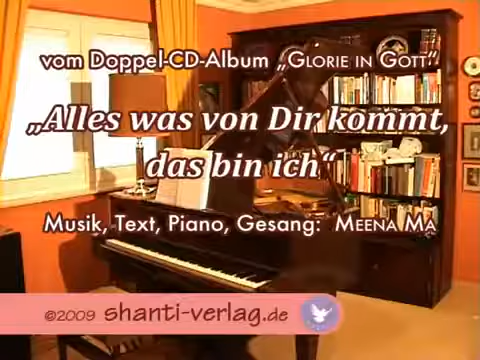 vom Doppel-CD-Album „Glorie in Gott“
„Alles was von Dir kommt,
das bin ich“
Musik, Text, Piano, Gesang: Meena Ma
©2009 shanti-verlag.de